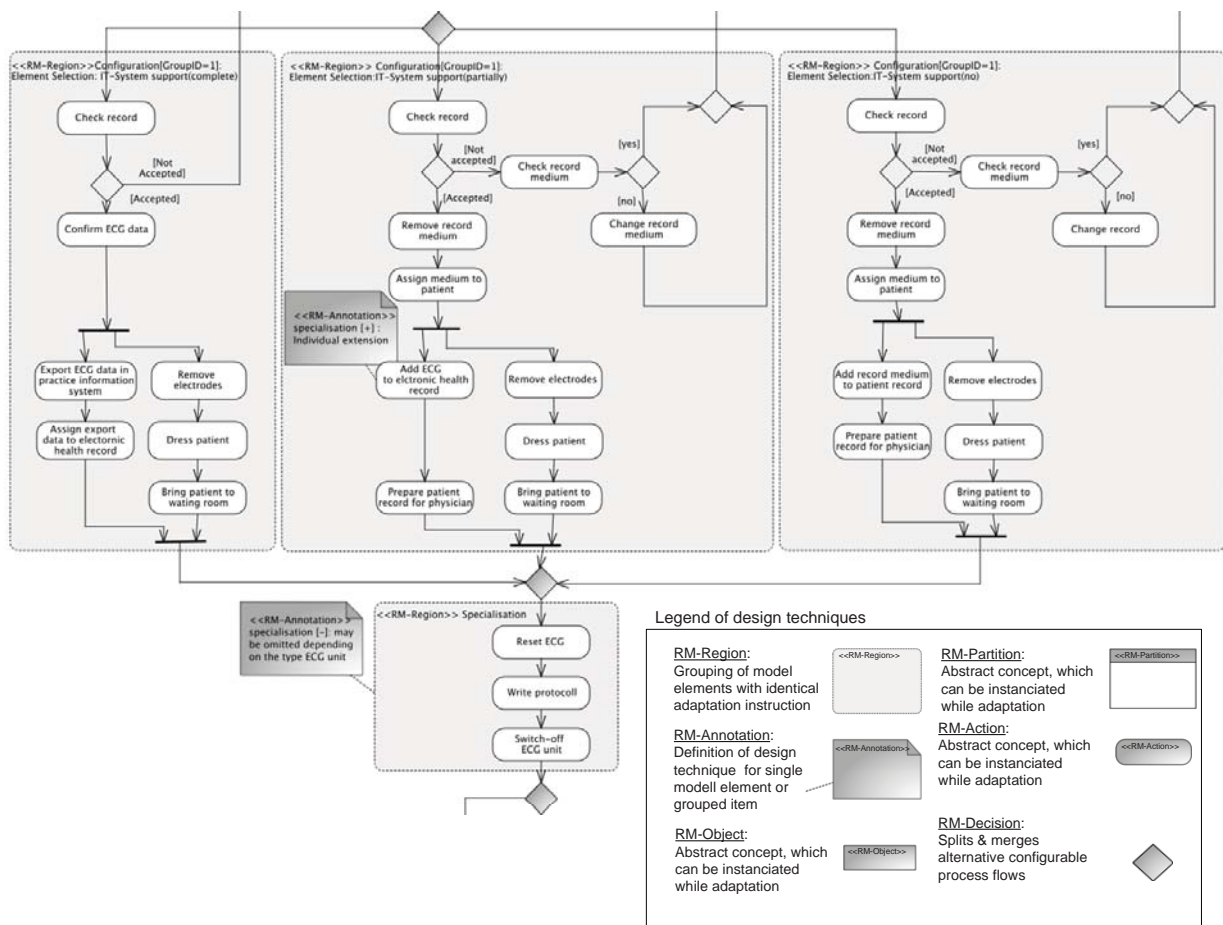 <<RM-Region>>Configuration[GroupID=1]:
Element Selection: IT-System support(complete)
Check record
[Not
Accepted]
[Accepted]
Confirm ECG data
Export ECG data in
practice information
system
Remove
electrodes
Assign export
data to electornic
health record
Dress patient
Bring patient to
waiting room
<<RM-Region>> Configuration[GroupID=1]:
Element Selection:IT-System support(partially)
Check record
[Not
accepted]
Check record
medium
[yes]
[no]
[Accepted]
Remove record
medium
Change record
medium
Assign medium to
patient
<<RM-Annotation>>
specialisation [+] :
Individual extension
Add ECG
to elctronic health
record
Remove electrodes
Dress patient
Prepare patient
record for physician
Bring patient to
waiting room
<<RM-Region>> Configuration[GroupID=1]:
Element Selection:IT-System support(no)
Check record
[Not
accepted]
Check record
medium
[yes]
[no]
[Accepted]
Remove record
medium
Change record
Assign medium to
patient
Add record medium
to patient record
Remove electrodes
Prepare patient
record for physician
Dress patient
Bring patient to
waiting room
<<RM-Annotation>>
specialisation [-]: may
be omitted depending
on the type ECG unit
<<RM-Region>> Specialisation
Reset ECG
Write protocoll
Switch-off
ECG unit
Legend of design techniques
RM-Region:
Grouping of model
elements with identical
adaptation instruction
<<RM-Region>>
RM-Partition:
Abstract concept, which
can be instanciated
while adaptation
<<RM-Partition>>
RM-Annotation:
Definition of design
technique for single
modell element or
grouped item
<<RM-Annotation>>
RM-Action:
Abstract concept, which
can be instanciated
while adaptation
<<RM-Action>>
RM-Object:
Abstract concept, which
can be instanciated
while adaptation
<<RM-Object>>
RM-Decision:
Splits & merges
alternative configurable
process flows